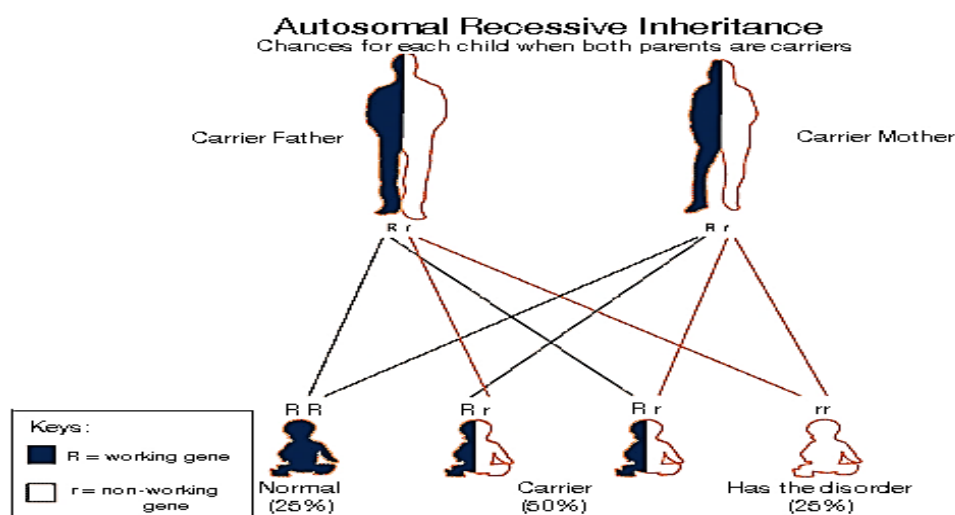 Autosomal Recessive Inheritance
Chances for each child when both parents are carriers
Carrier Father
Carrier Mother
R r
R r
R R
R r
R r
rr
Keys:
R = working gene
r = non-working
gene
Normal
(25%)
Carrier
(50%)
Has the disorder
(25%)